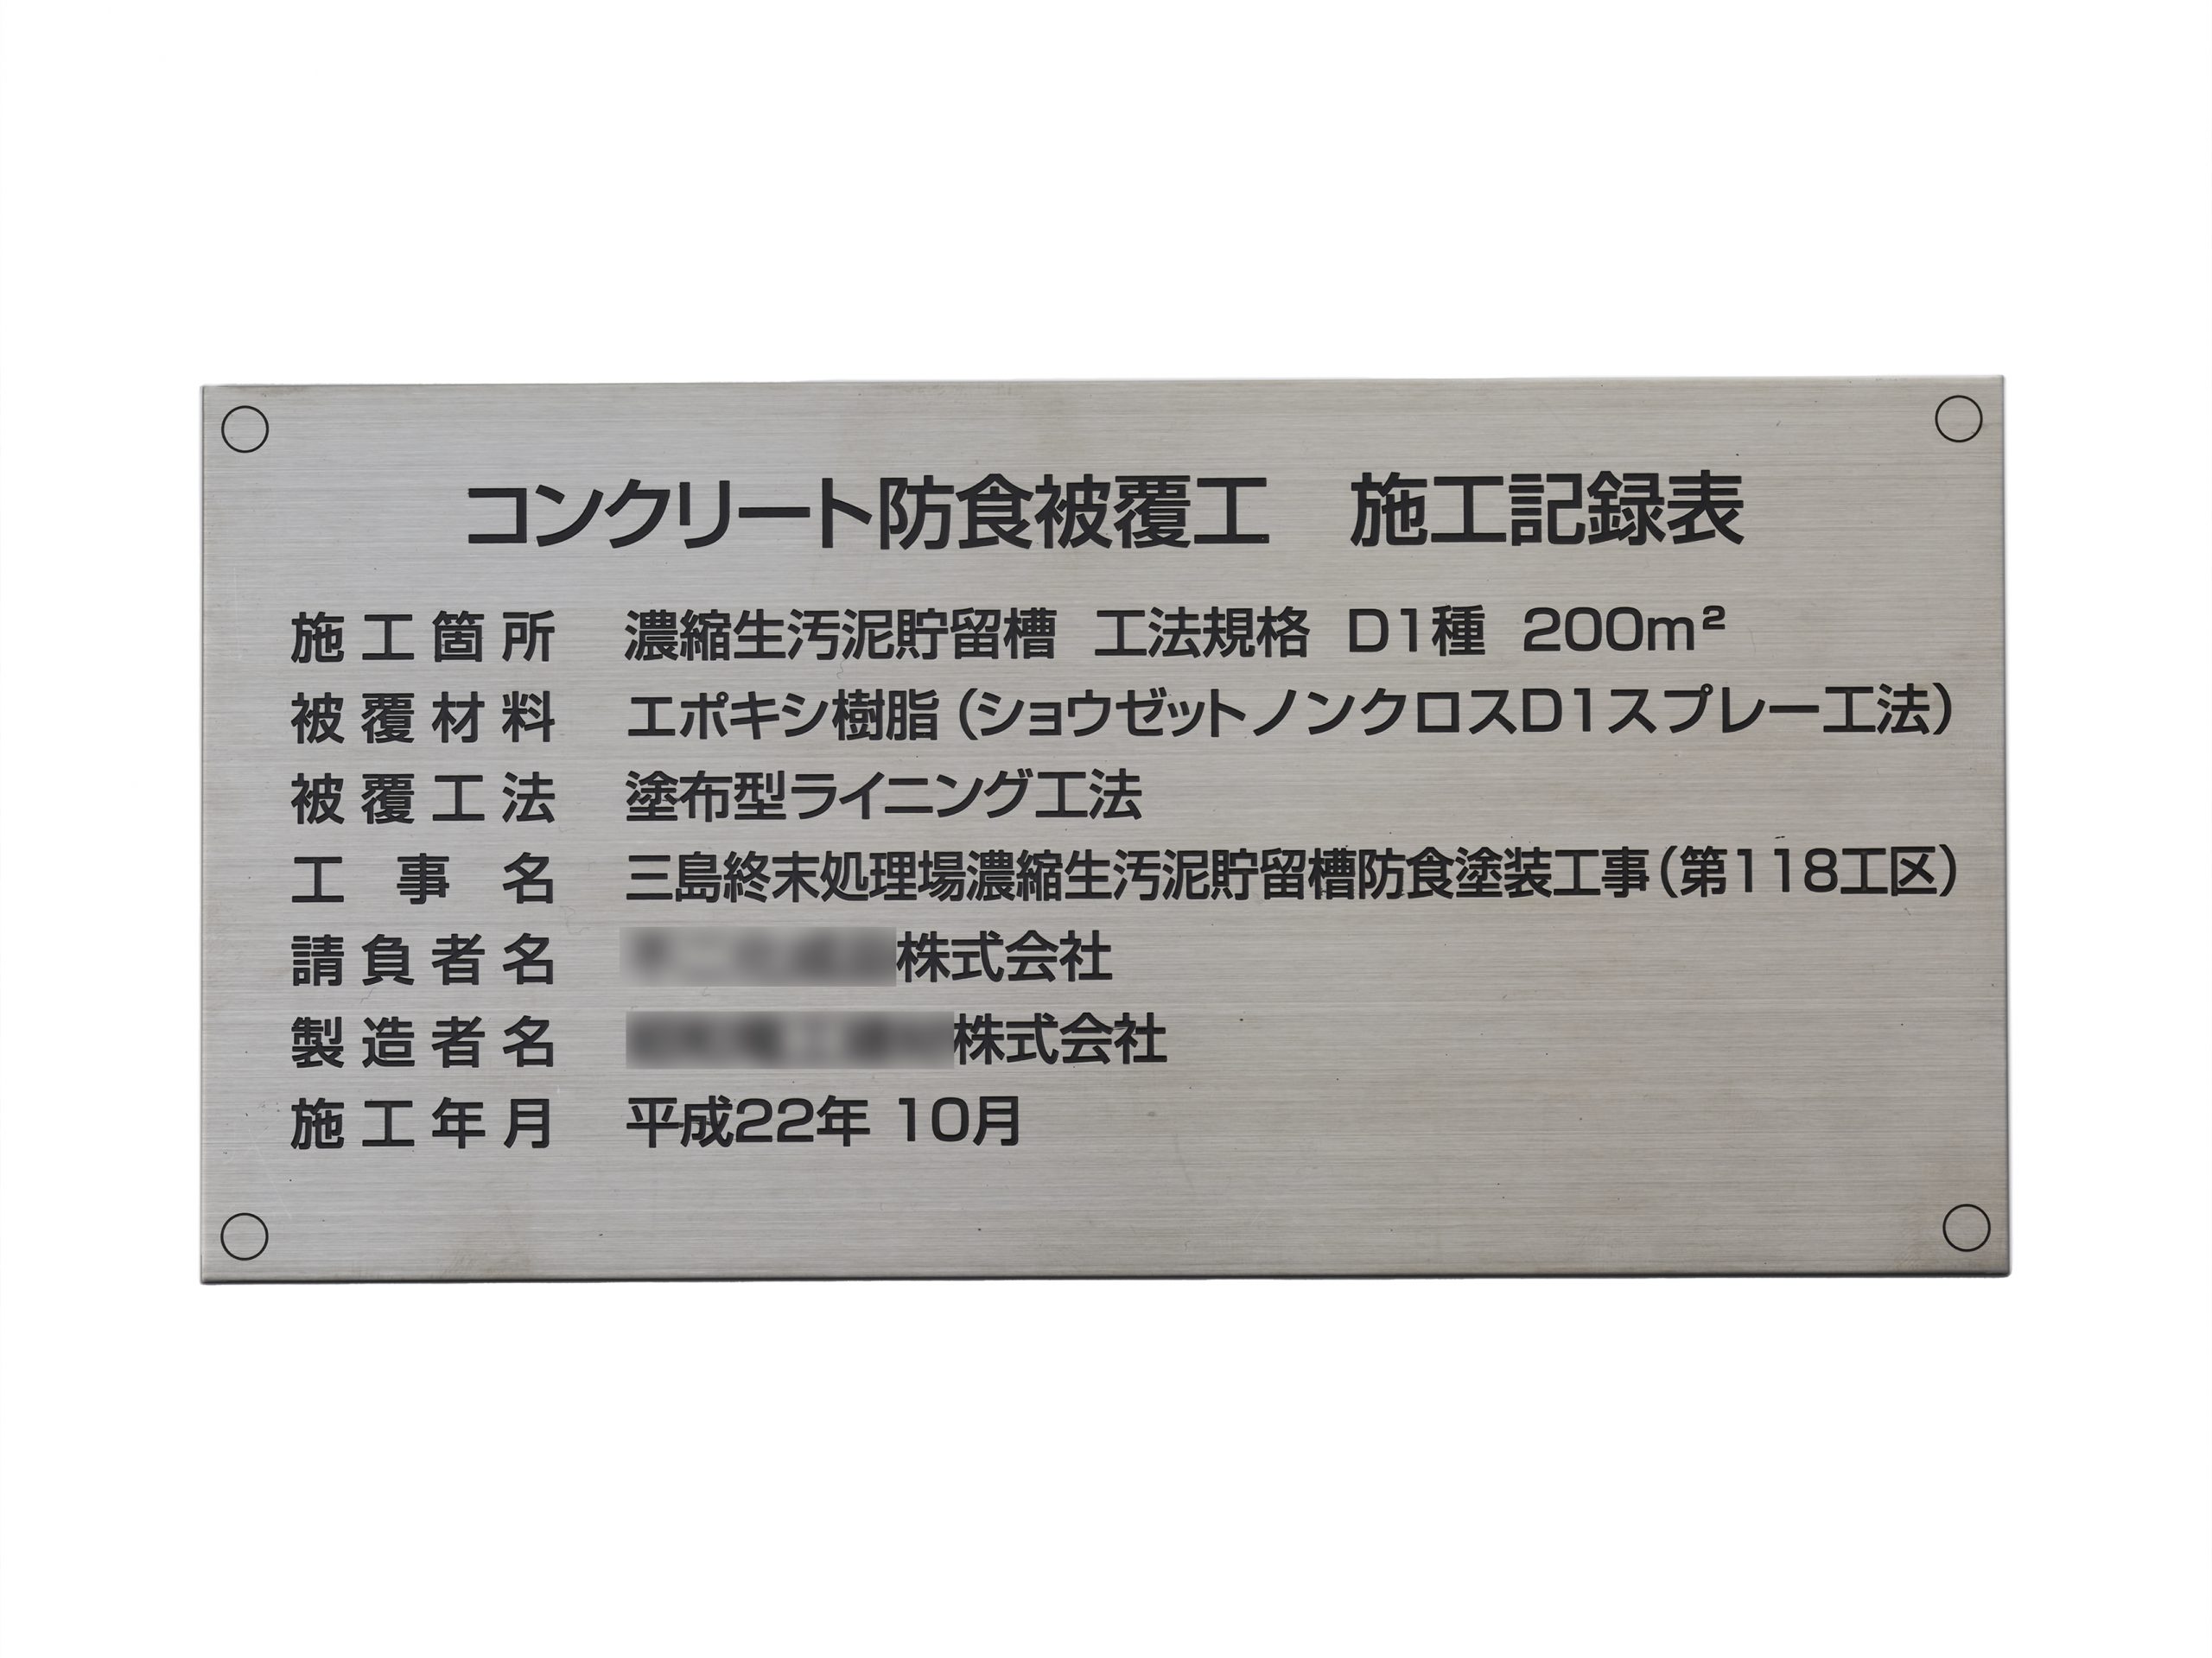 コンクリート防食被覆工　施工記録表
施工箇所　濃縮生汚泥貯留槽 工法規格 D1種 200m²
被覆材料　エポキシ樹脂(ショウゼットノンクロスD1スプレー工法)
被覆工法　塗布型ライニング工法
工事名　三島終末処理場濃縮生汚泥貯留槽防食塗装工事(第118工区)
請負者名　株式会社
製造者名　株式会社
施工年月　平成22年 10月